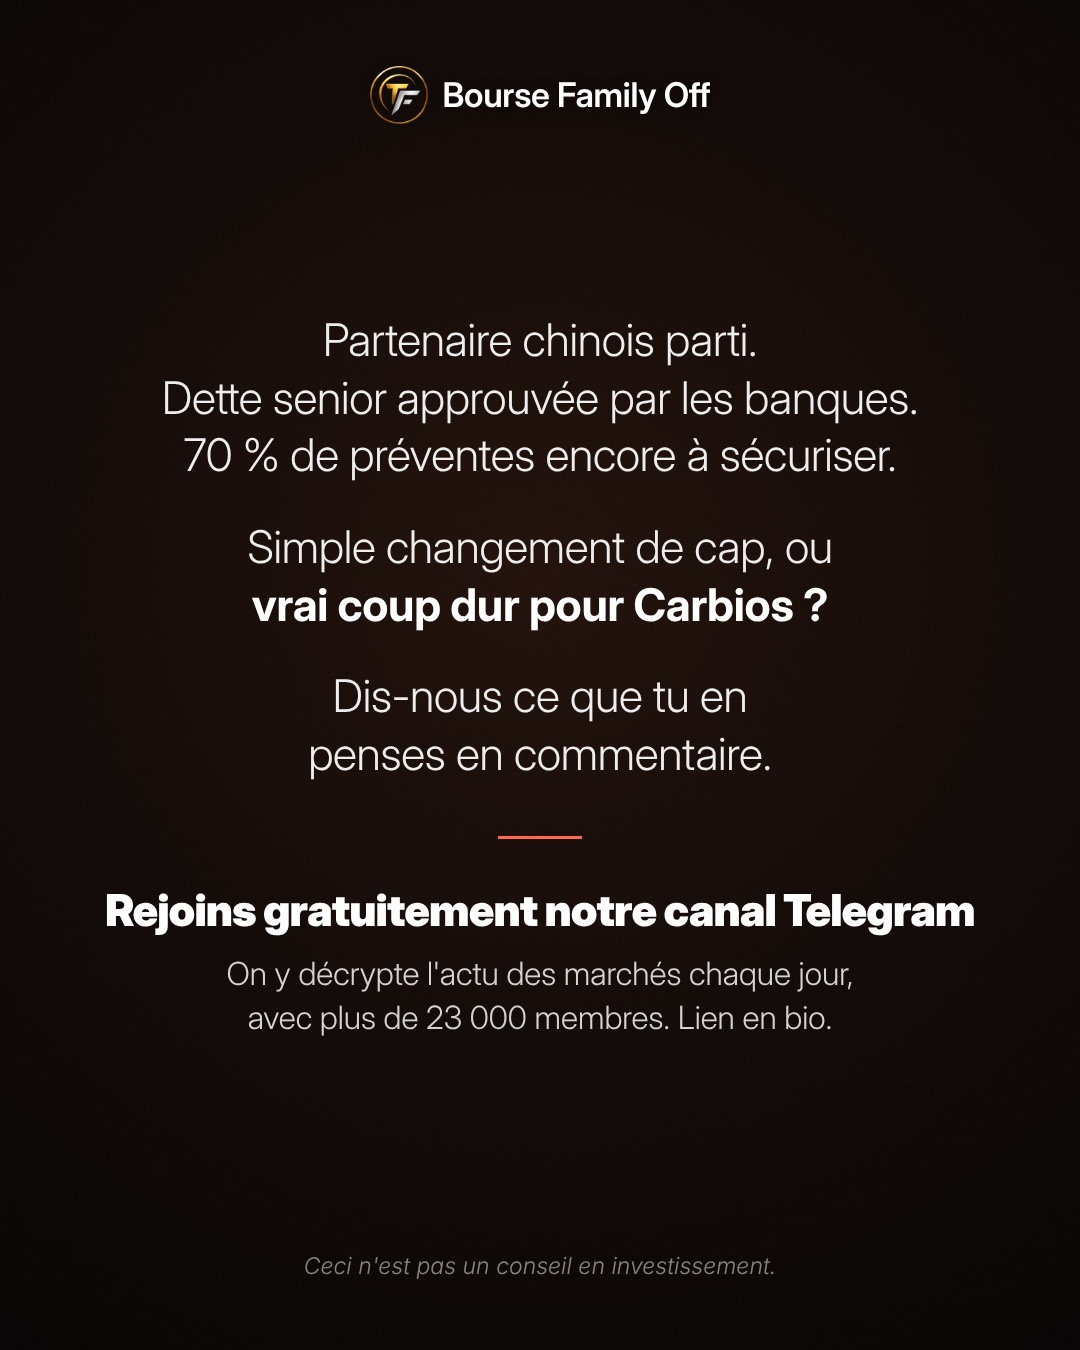 TF
Bourse Family Off
Partenaire chinois parti.
Dette senior approuvée par les banques.
70 % de préventes encore à sécuriser.
Simple changement de cap, ou
vrai coup dur pour Carbios ?
Dis-nous ce que tu en
penses en commentaire.
Rejoins gratuitement notre canal Telegram
On y décrypte l'actu des marchés chaque jour,
avec plus de 23 000 membres. Lien en bio.
Ceci n'est pas un conseil en investissement.